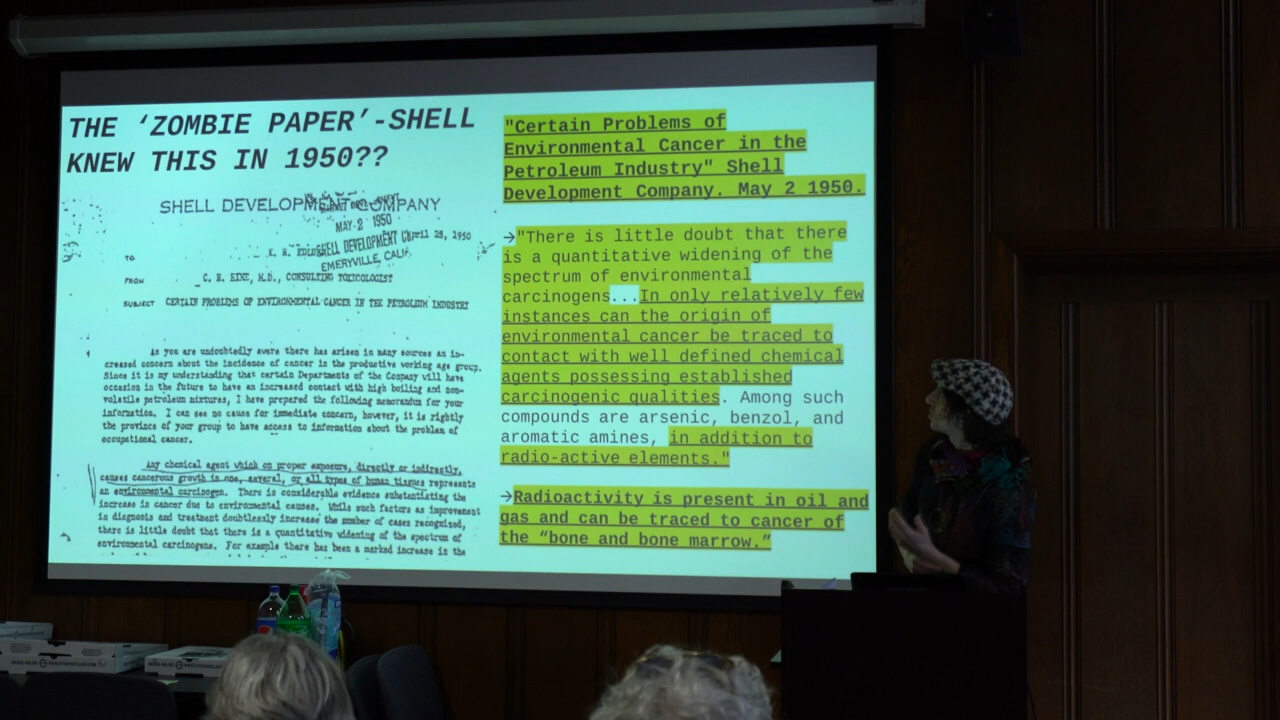 THE ‘ZOMBIE PAPER’-SHELL
KNEW THIS IN 1950??
SHELL DEVELOPMENT COMPANY
MAY 2 1950
SHELL DEVELOPMENT
April 28, 1950
EMERYVILLE, CALIF.
TO
FROM
CONSULTING TOXICOLOGIST
SUBJECT CERTAIN PROBLEMS OF ENVIRONMENTAL CANCER IN THE PETROLEUM INDUSTRY
As you are undoubtedly aware there has arisen in many sources an in-
creased concern about the incidence of cancer in the productive working age group.
Since it is my understanding that certain Departments of the Company will have
occasion in the future to have an increased contact with high boiling and non-
volatile petroleum mixtures, I have prepared the following memorandum for your
information. I can see no cause for immediate concern, however, it is rightly
the province of your group to have access to information about the problem of
occupational cancer.
Any chemical agent which on proper exposure, directly or indirectly,
causes cancerous growth in one, several, or all types of human tissues represents
an environmental carcinogen. There is considerable evidence substantiating the
increase in cancer due to environmental causes. While such factors as improvement
in diagnosis and treatment doubtlessly increase the number of cases recognized,
there is little doubt that there is a quantitative widening of the spectrum of
environmental carcinogens. For example there has been a marked increase in the
"Certain Problems of
Environmental Cancer in the
Petroleum Industry" Shell
Development Company. May 2 1950.
→"There is little doubt that there
is a quantitative widening of the
spectrum of environmental
carcinogens...In only relatively few
instances can the origin of
environmental cancer be traced to
contact with well defined chemical
agents possessing established
carcinogenic qualities. Among such
compounds are arsenic, benzol, and
aromatic amines, in addition to
radio-active elements."
→Radioactivity is present in oil and
gas and can be traced to cancer of
the “bone and bone marrow.”